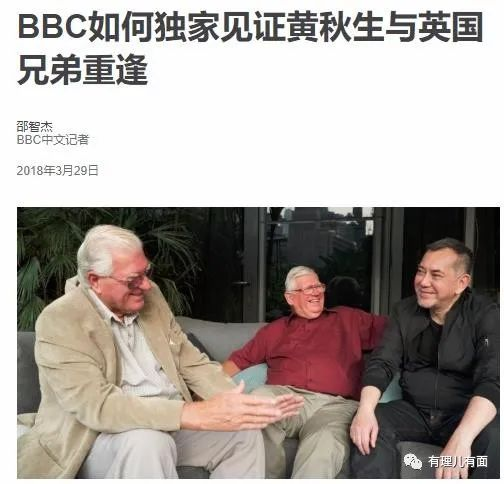 BBC如何独家见证黄秋生与英国
兄弟重逢
邵智杰
BBC中文记者
2018年3月29日
有理儿有面